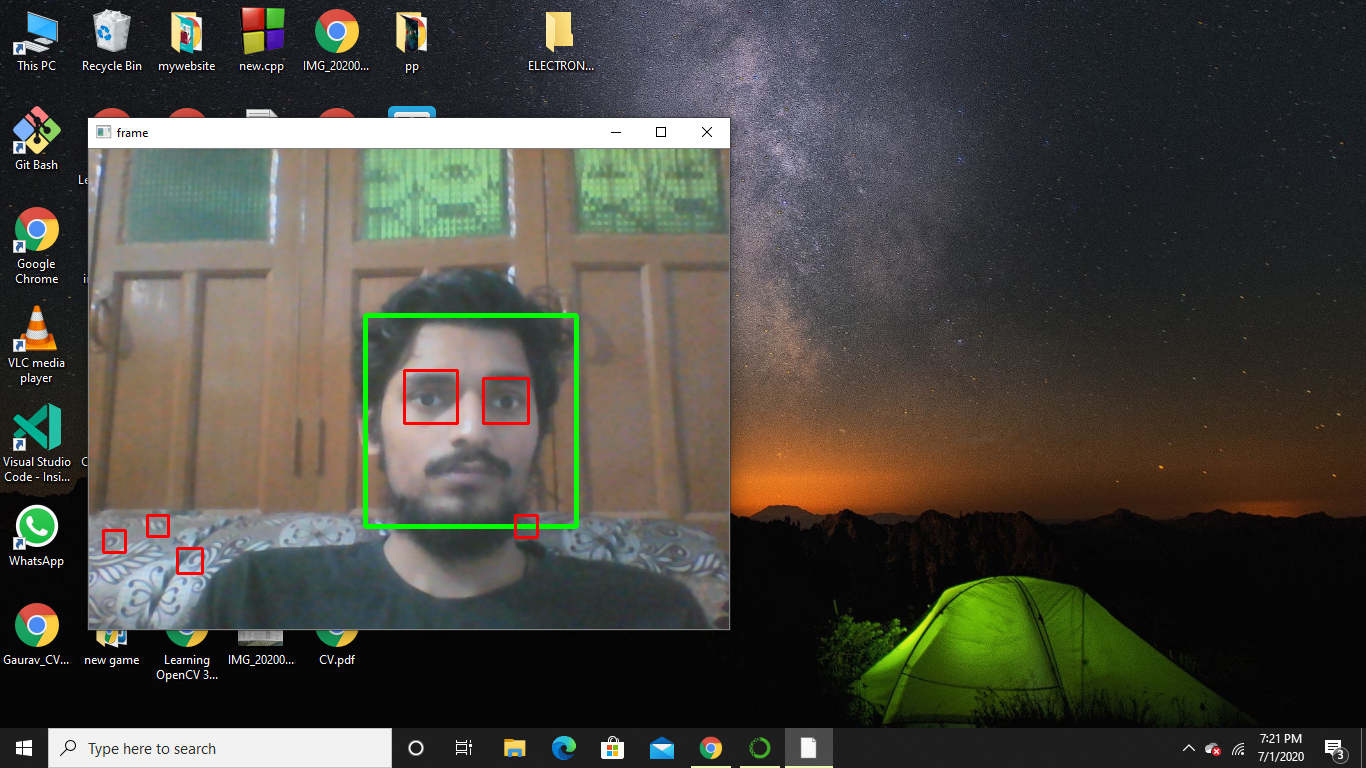 This PC
Recycle Bin
mywebsite
new.cpp
IMG_20200...
pp
ELECTRON...
Git Bash
Le
frame
Google
Chrome
in
VLC media
player
Visual Studio
Code - Insi...
C
WhatsApp
Gaurav_CV...
new game
Learning
OpenCV 3...
IMG_20200...
CV.pdf
Type here to search
7:21 PM
7/1/2020
3